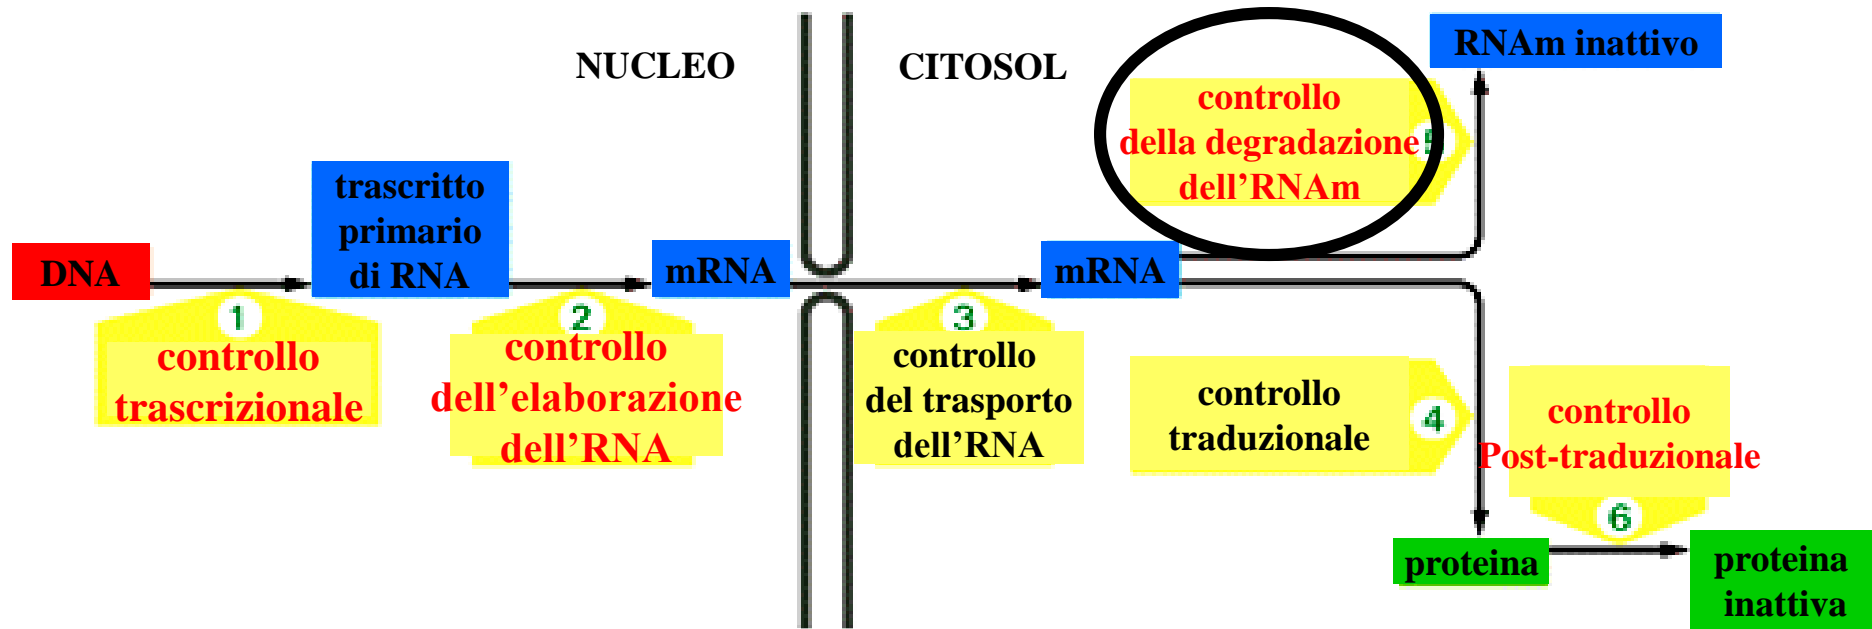 NUCLEO
CITOSOL
RNAm inattivo
controllo
della degradazione
dell'RNAm
5
trascritto
primario
di RNA
DNA
mRNA
mRNA
1
controllo
trascrizionale
2
controllo
dell'elaborazione
dell'RNA
3
controllo
del trasporto
dell'RNA
controllo
traduzionale
4
controllo
Post-traduzionale
6
proteina
proteina
inattiva